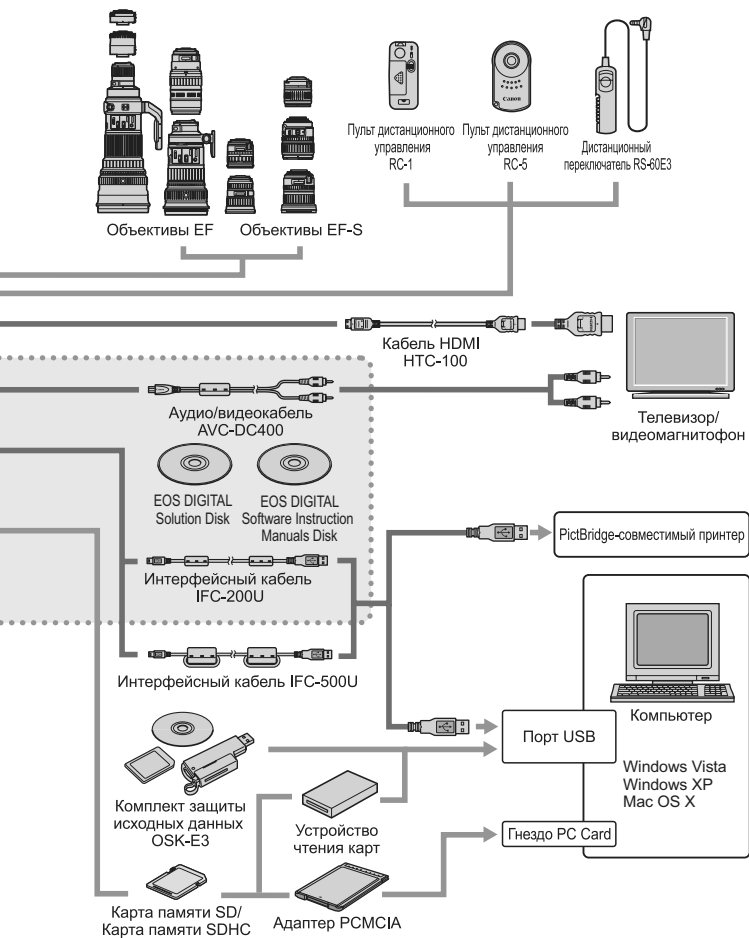 Canon
Пульт дистанционного
управления
RC-1
Пульт дистанционного
управления
RC-5
Дистанционный
переключатель RS-60E3
Объективы EF
Объективы EF-S
Кабель HDMI
HTC-100
Аудио/видеокабель
AVC-DC400
Телевизор/
видеомагнитофон
EOS DIGITAL
Solution Disk
EOS DIGITAL
Software Instruction
Manuals Disk
PictBridge-совместимый принтер
Интерфейсный кабель
IFC-200U
Интерфейсный кабель IFC-500U
Компьютер
Порт USB
Windows Vista
Windows XP
Mac OS X
Комплект защиты
исходных данных
OSK-E3
Устройство
чтения карт
Гнездо PC Card
Карта памяти SD/
Карта памяти SDHC
Адаптер PCMCIA